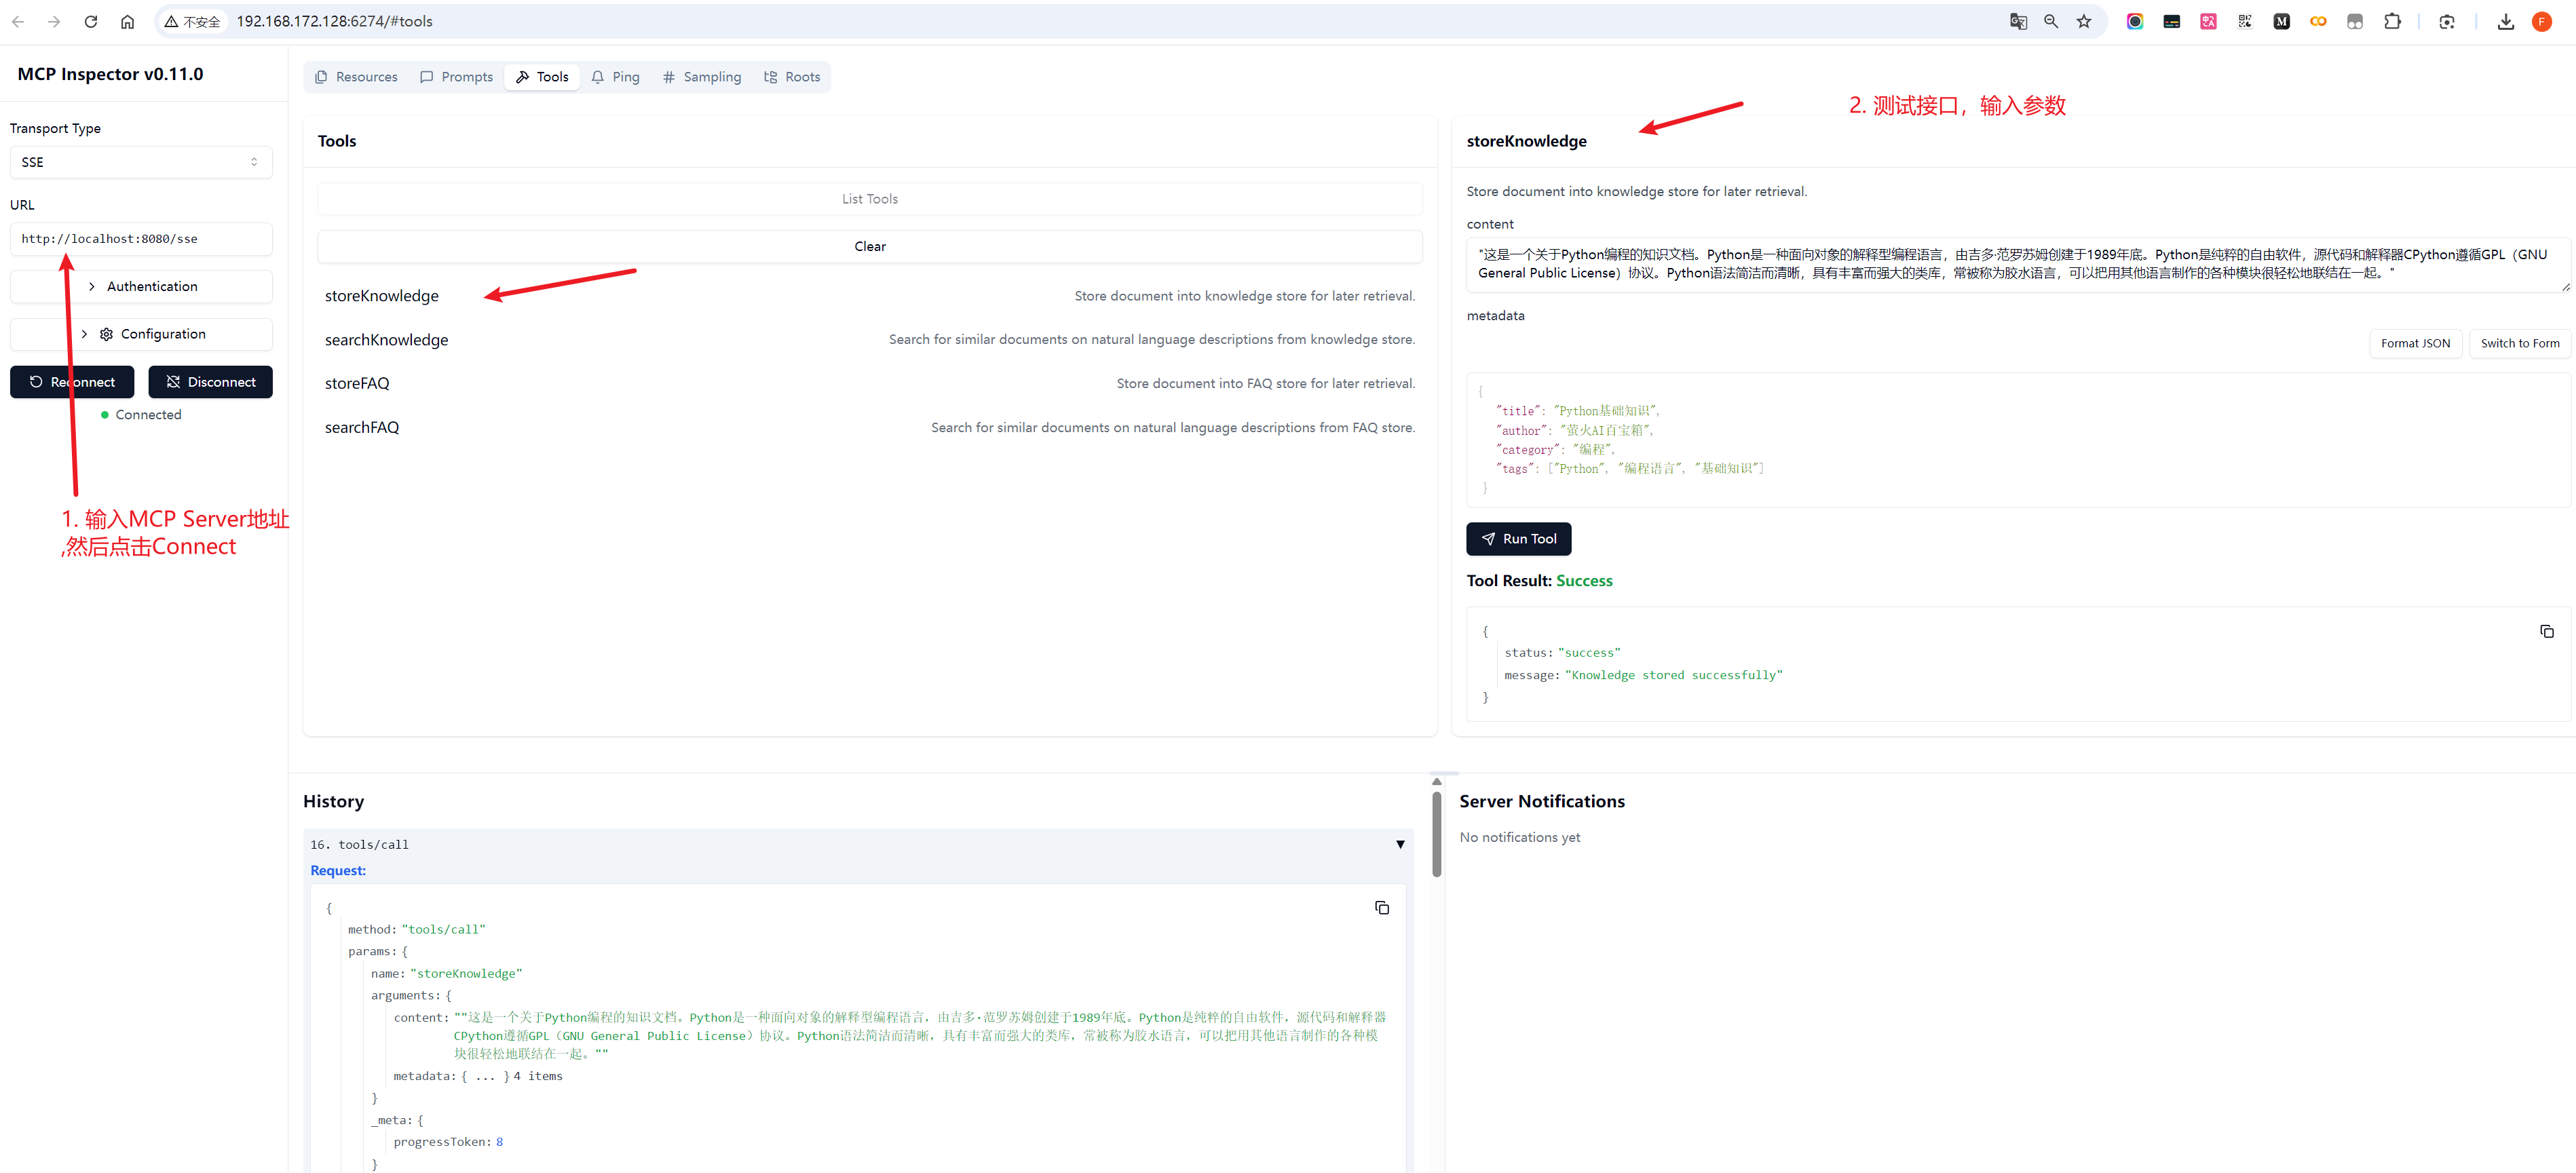 不安全
192.168.172.128:6274/#tools
MCP Inspector v0.11.0
Transport Type
SSE
URL
http://localhost:8080/sse
Authentication
Configuration
Reconnect
Disconnect
Connected
1. 输入MCP Server地址
,然后点击Connect
Resources
Prompts
Tools
Ping
Sampling
Roots
Tools
List Tools
Clear
storeKnowledge
Store document into knowledge store for later retrieval.
searchKnowledge
Search for similar documents on natural language descriptions from knowledge store.
storeFAQ
Store document into FAQ store for later retrieval.
searchFAQ
Search for similar documents on natural language descriptions from FAQ store.
2. 测试接口，输入参数
storeKnowledge
Store document into knowledge store for later retrieval.
content
"这是一个关于Python编程的知识文档。Python是一种面向对象的解释型编程语言，由吉多·范罗苏姆创建于1989年底。Python是纯粹的自由软件，源代码和解释器CPython遵循GPL（GNU
General Public License）协议。Python语法简洁而清晰，具有丰富而强大的类库，常被称为胶水语言，可以把用其他语言制作的各种模块很轻松地联结在一起。"
metadata
Format JSON
Switch to Form
{
"title": "Python基础知识",
"author": "萤火AI百宝箱",
"category": "编程",
"tags": ["Python", "编程语言", "基础知识"]
}
Run Tool
Tool Result: Success
{
status: "success"
message: "Knowledge stored successfully"
}
History
16. tools/call
▼
Request:
{
method: "tools/call"
params: {
name: "storeKnowledge"
arguments: {
content: ""这是一个关于Python编程的知识文档。Python是一种面向对象的解释型编程语言，由吉多·范罗苏姆创建于1989年底。Python是纯粹的自由软件，源代码和解释器
CPython遵循GPL（GNU General Public License）协议。Python语法简洁而清晰，具有丰富而强大的类库，常被称为胶水语言，可以把用其他语言制作的各种模
块很轻松地联结在一起。""
metadata: { ... } 4 items
}
_meta: {
progressToken: 8
}
Server Notifications
No notifications yet
F
M